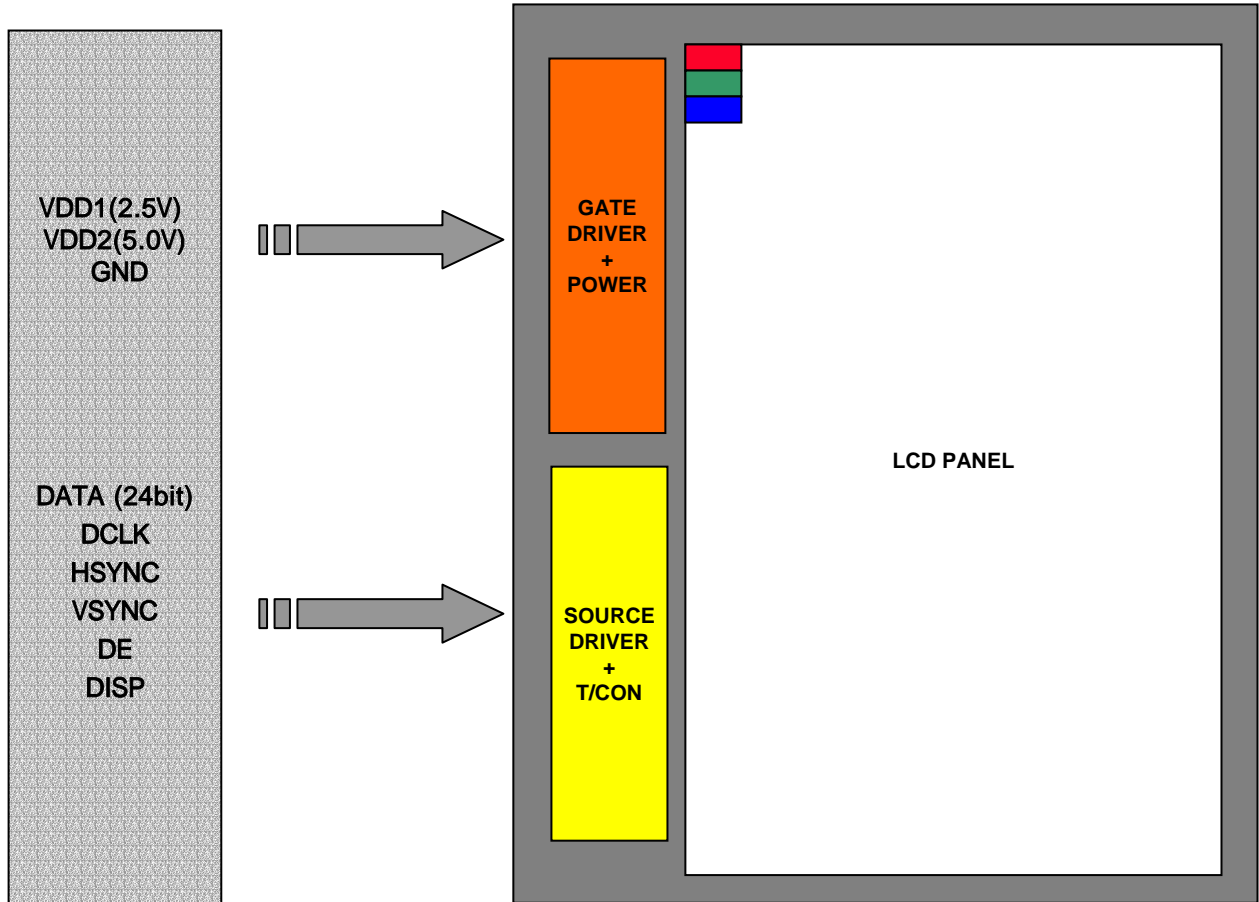 VDD1(2.5V)
VDD2(5.0V)
GND
DATA (24bit)
DCLK
HSYNC
VSYNC
DE
DISP
GATE
DRIVER
+
POWER
SOURCE
DRIVER
+
T/CON
LCD PANEL